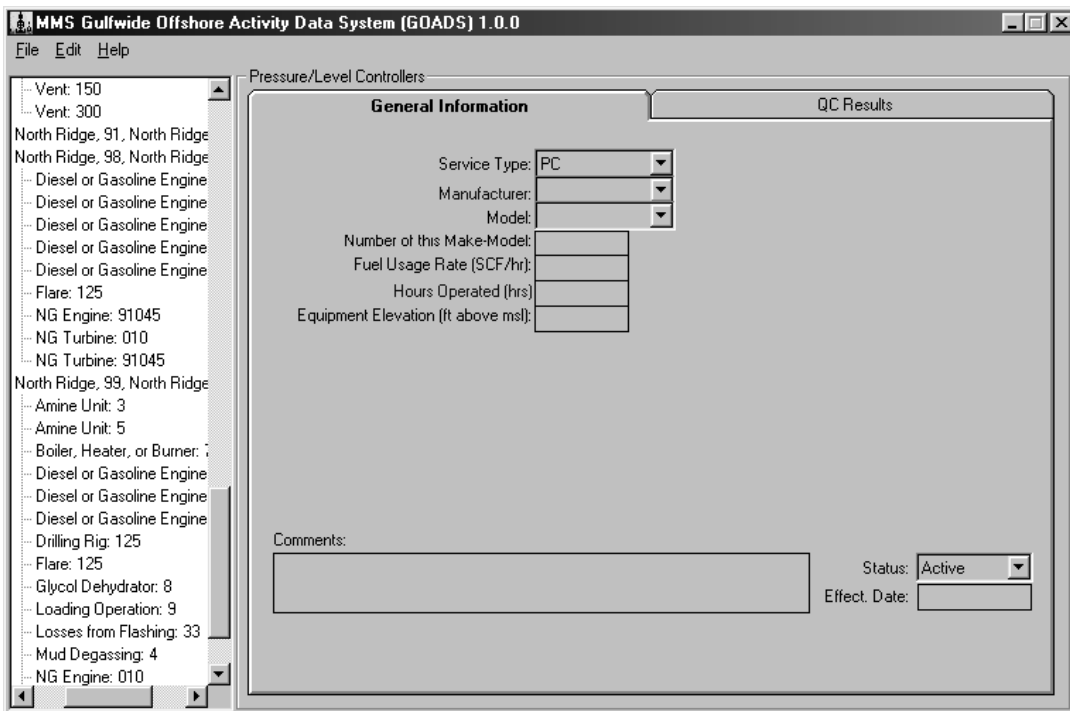 MMS Gulfwide Offshore Activity Data System (GOADS) 1.0.0
File Edit Help
Vent: 150
Vent: 300
North Ridge, 91, North Ridge
North Ridge, 98, North Ridge
Diesel or Gasoline Engine
Diesel or Gasoline Engine
Diesel or Gasoline Engine
Diesel or Gasoline Engine
Diesel or Gasoline Engine
Flare: 125
NG Engine: 91045
NG Turbine: 010
NG Turbine: 91045
North Ridge, 99, North Ridge
Amine Unit: 3
Amine Unit: 5
Boiler, Heater, or Burner:
Diesel or Gasoline Engine
Diesel or Gasoline Engine
Diesel or Gasoline Engine
Drilling Rig: 125
Flare: 125
Glycol Dehydrator: 8
Loading Operation: 9
Losses from Flashing: 33
Mud Degassing: 4
NG Engine: 010
Pressure/Level Controllers
General Information
QC Results
Service Type: PC
Manufacturer:
Model:
Number of this Make-Model:
Fuel Usage Rate (SCF/hr):
Hours Operated (hrs)
Equipment Elevation (ft above msl):
Comments:
Status: Active
Effect. Date: